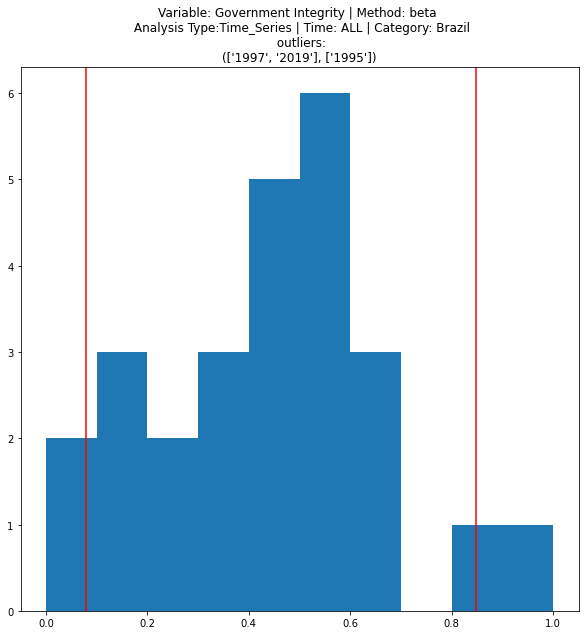 Variable: Government Integrity | Method: beta
Analysis Type:Time_Series | Time: ALL | Category: Brazil
outliers:
(['1997', '2019'], ['1995'])
6
5
4
3
2
1
0
0.0 0.2 0.4 0.6 0.8 1.0